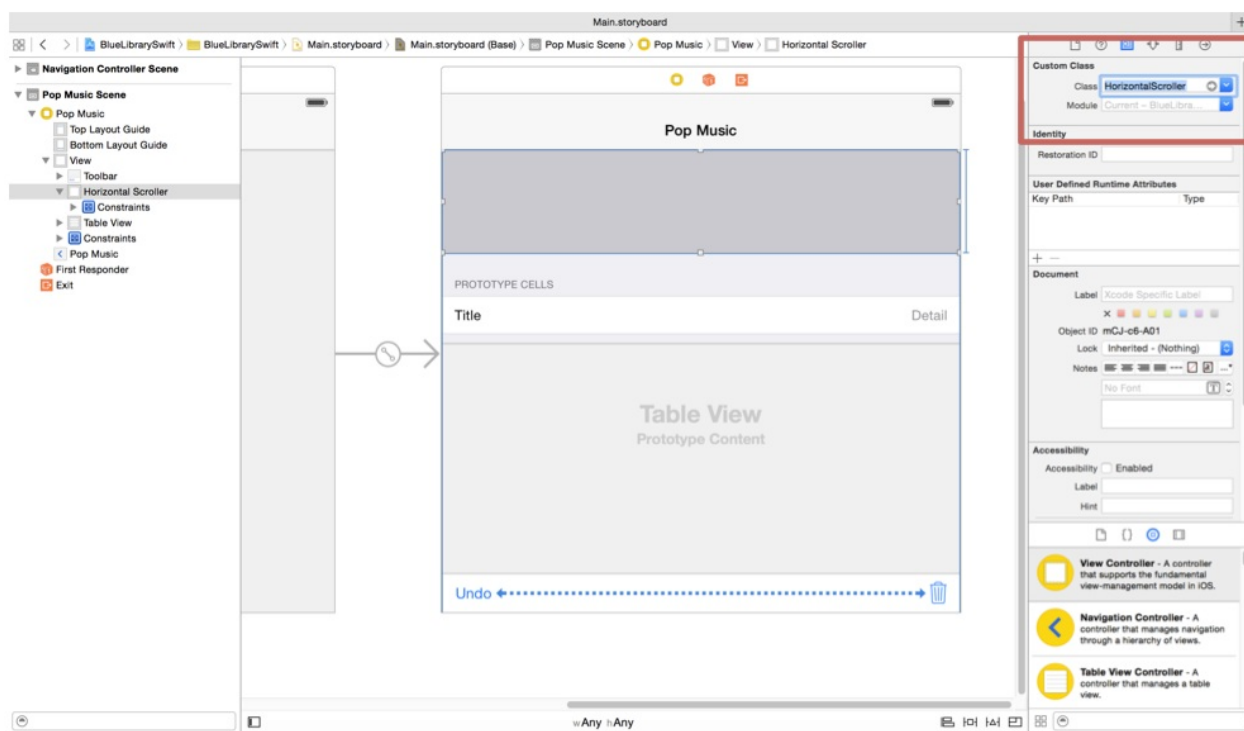 Main.storyboard
BlueLibrarySwift
BlueLibrarySwift
Main.storyboard
Main.storyboard (Base)
Pop Music Scene
Pop Music
View
Horizontal Scroller
Navigation Controller Scene
Pop Music Scene
Pop Music
Top Layout Guide
Bottom Layout Guide
View
Toolbar
Horizontal Scroller
Constraints
Table View
Constraints
Pop Music
First Responder
Exit
Pop Music
PROTOTYPE CELLS
Title Detail
Table View
Prototype Content
Undo
wAny hAny
Custom Class
Class HorizontalScroller
Module Current – BlueLibra...
Identity
Restoration ID
User Defined Runtime Attributes
Key Path Type
Document
Label Xcode Specific Label
Object ID mCJ-c6-A01
Lock Inherited - (Nothing)
Notes
No Font
Accessibility
Accessibility Enabled
Label
Hint
View Controller - A controller
that supports the fundamental
view-management model in iOS.
Navigation Controller - A
controller that manages navigation
through a hierarchy of views.
Table View Controller - A
controller that manages a table
view.